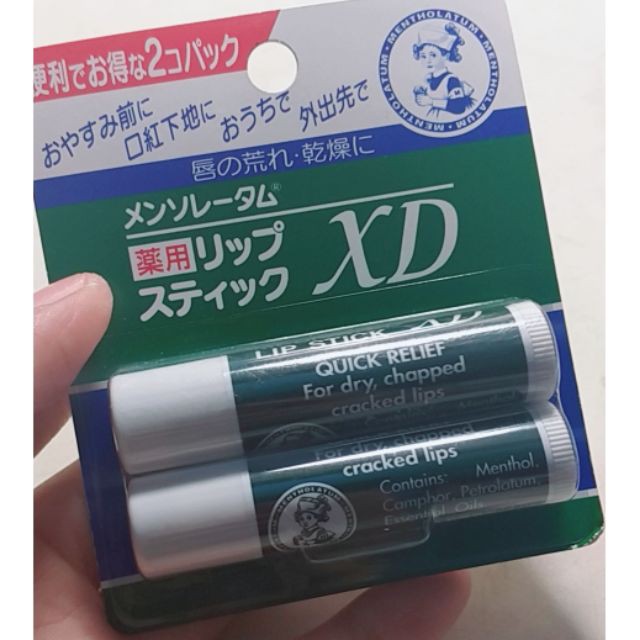 便利でお得な2コパック
おやすみ前に
口紅下地に
おうちで
外出先で
MENTHOLATUM · MENTHOLATUM · MENTHOLATUM
唇の荒れ・乾燥に
メンソレータム®
薬用リップ
スティック XD
LIP STICK XD
QUICK RELIEF
For dry, chapped
cracked lips
For dry, chapped
cracked lips
Contains: Menthol,
Camphor, Petrolatum,
Essential Oils
MENTHOLATUM